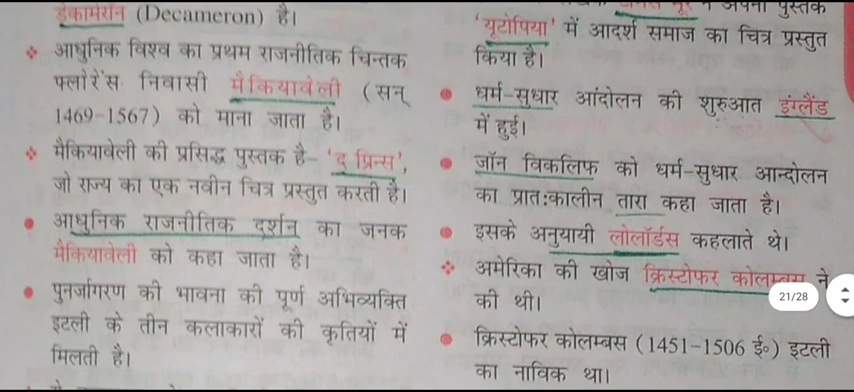 डेकामेरॉन (Decameron) है।
❖ आधुनिक विश्व का प्रथम राजनीतिक चिन्तक
फ्लोरेंस निवासी मैकियावेली (सन्
1469-1567) को माना जाता है।
❖ मैकियावेली की प्रसिद्ध पुस्तक है- 'द प्रिन्स',
जो राज्य का एक नवीन चित्र प्रस्तुत करती है।
● आधुनिक राजनीतिक दर्शन का जनक
मैकियावेली को कहा जाता है।
● पुनर्जागरण की भावना की पूर्ण अभिव्यक्ति
इटली के तीन कलाकारों की कृतियों में
मिलती है।
ने अपनी पुस्तक
'यूटोपिया' में आदर्श समाज का चित्र प्रस्तुत
किया है।
● धर्म-सुधार आंदोलन की शुरुआत इंग्लैंड
में हुई।
● जॉन विकलिफ को धर्म-सुधार आन्दोलन
का प्रात:कालीन तारा कहा जाता है।
● इसके अनुयायी लोलॉर्डस कहलाते थे।
❖ अमेरिका की खोज क्रिस्टोफर कोलम्बस ने
की थी।
● क्रिस्टोफर कोलम्बस (1451-1506 ई०) इटली
का नाविक था।
21/28